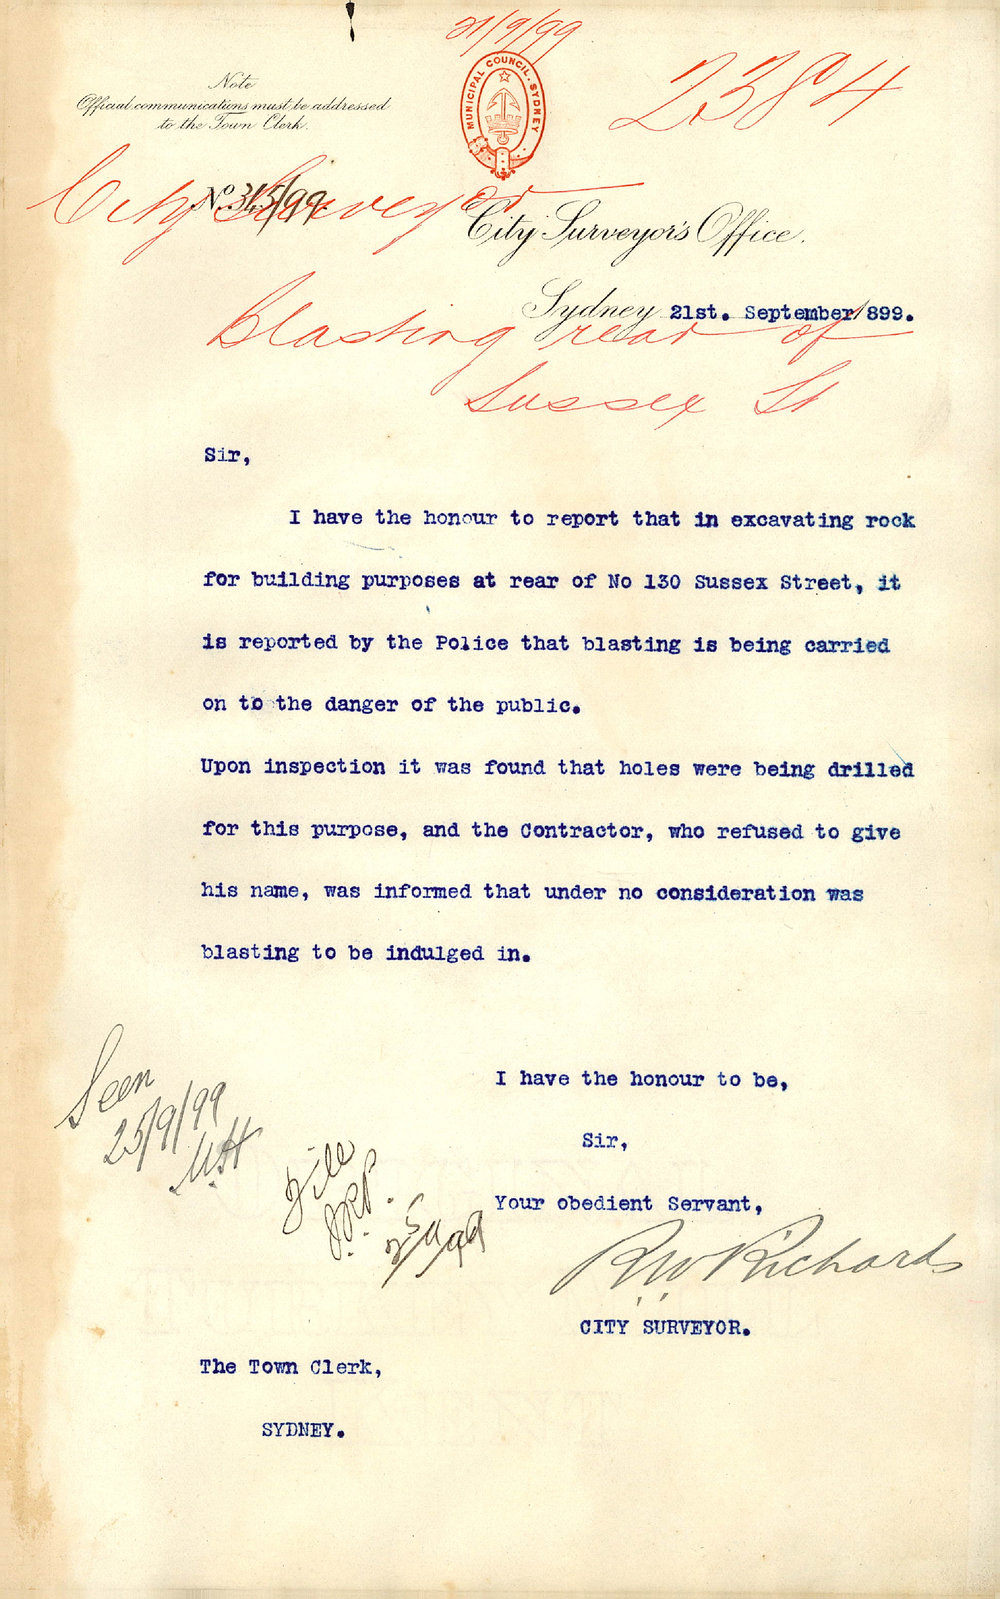 21/9/99
2384
Note
Official communications must be addressed
to the Town Clerk.
MUNICIPAL COUNCIL. SYDNEY
City Surveyor
No. 315/99.
City Surveyor's Office.
Sydney 21st. September 1899.
Blasting rear of
Sussex St
Sir,
I have the honour to report that in excavating rock
for building purposes at rear of No 130 Sussex Street, it
is reported by the Police that blasting is being carried
on to the danger of the public.
Upon inspection it was found that holes were being drilled
for this purpose, and the Contractor, who refused to give
his name, was informed that under no consideration was
blasting to be indulged in.
I have the honour to be,
Sir,
Your obedient Servant,
R W Richards
CITY SURVEYOR.
Seen
25/9/99
File
The Town Clerk,
SYDNEY.